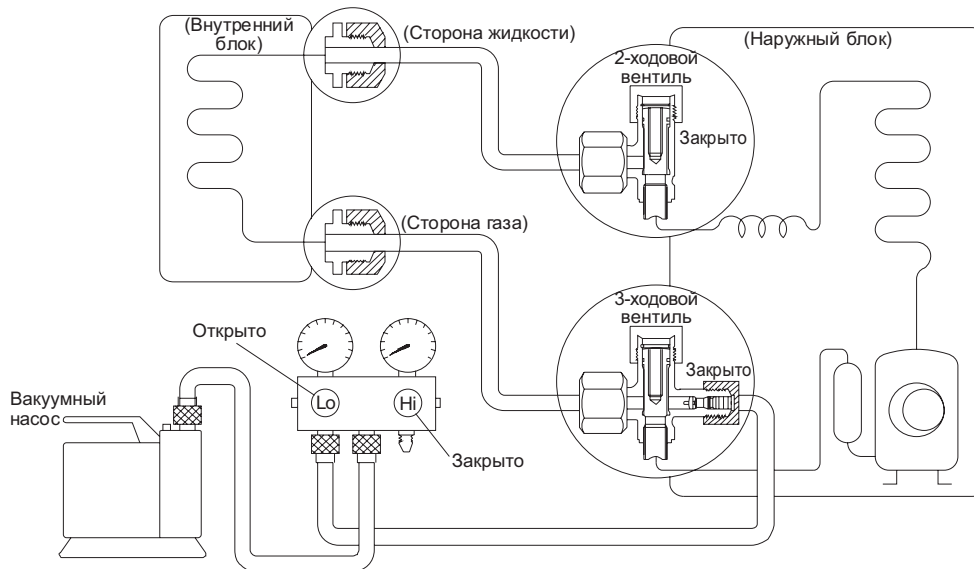 (Внутренний
блок)
(Сторона жидкости)
(Наружный блок)
2-ходовой
вентиль
Закрыто
(Сторона газа)
3-ходовой
вентиль
Закрыто
Открыто
Lo
Hi
Закрыто
Вакуумный
насос